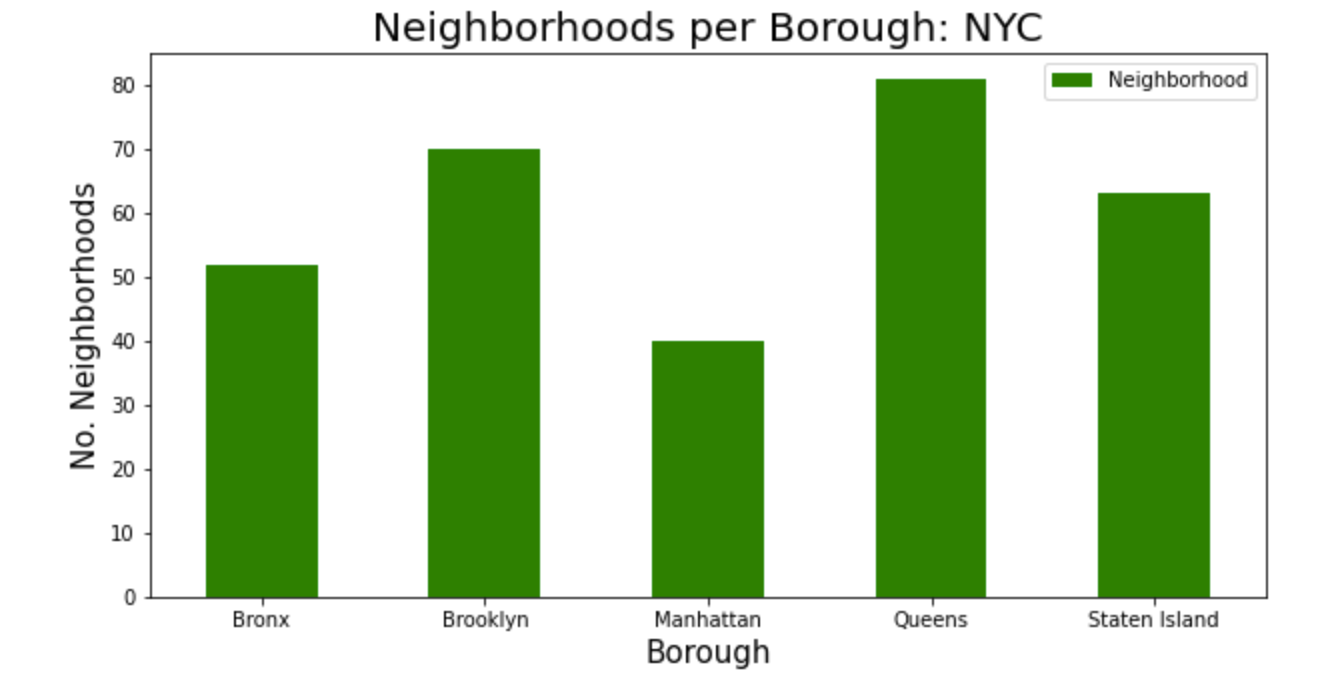 Neighborhoods per Borough: NYC
Neighborhood
No. Neighborhoods
80
70
60
50
40
30
20
10
0
Bronx Brooklyn Manhattan Queens Staten Island
Borough